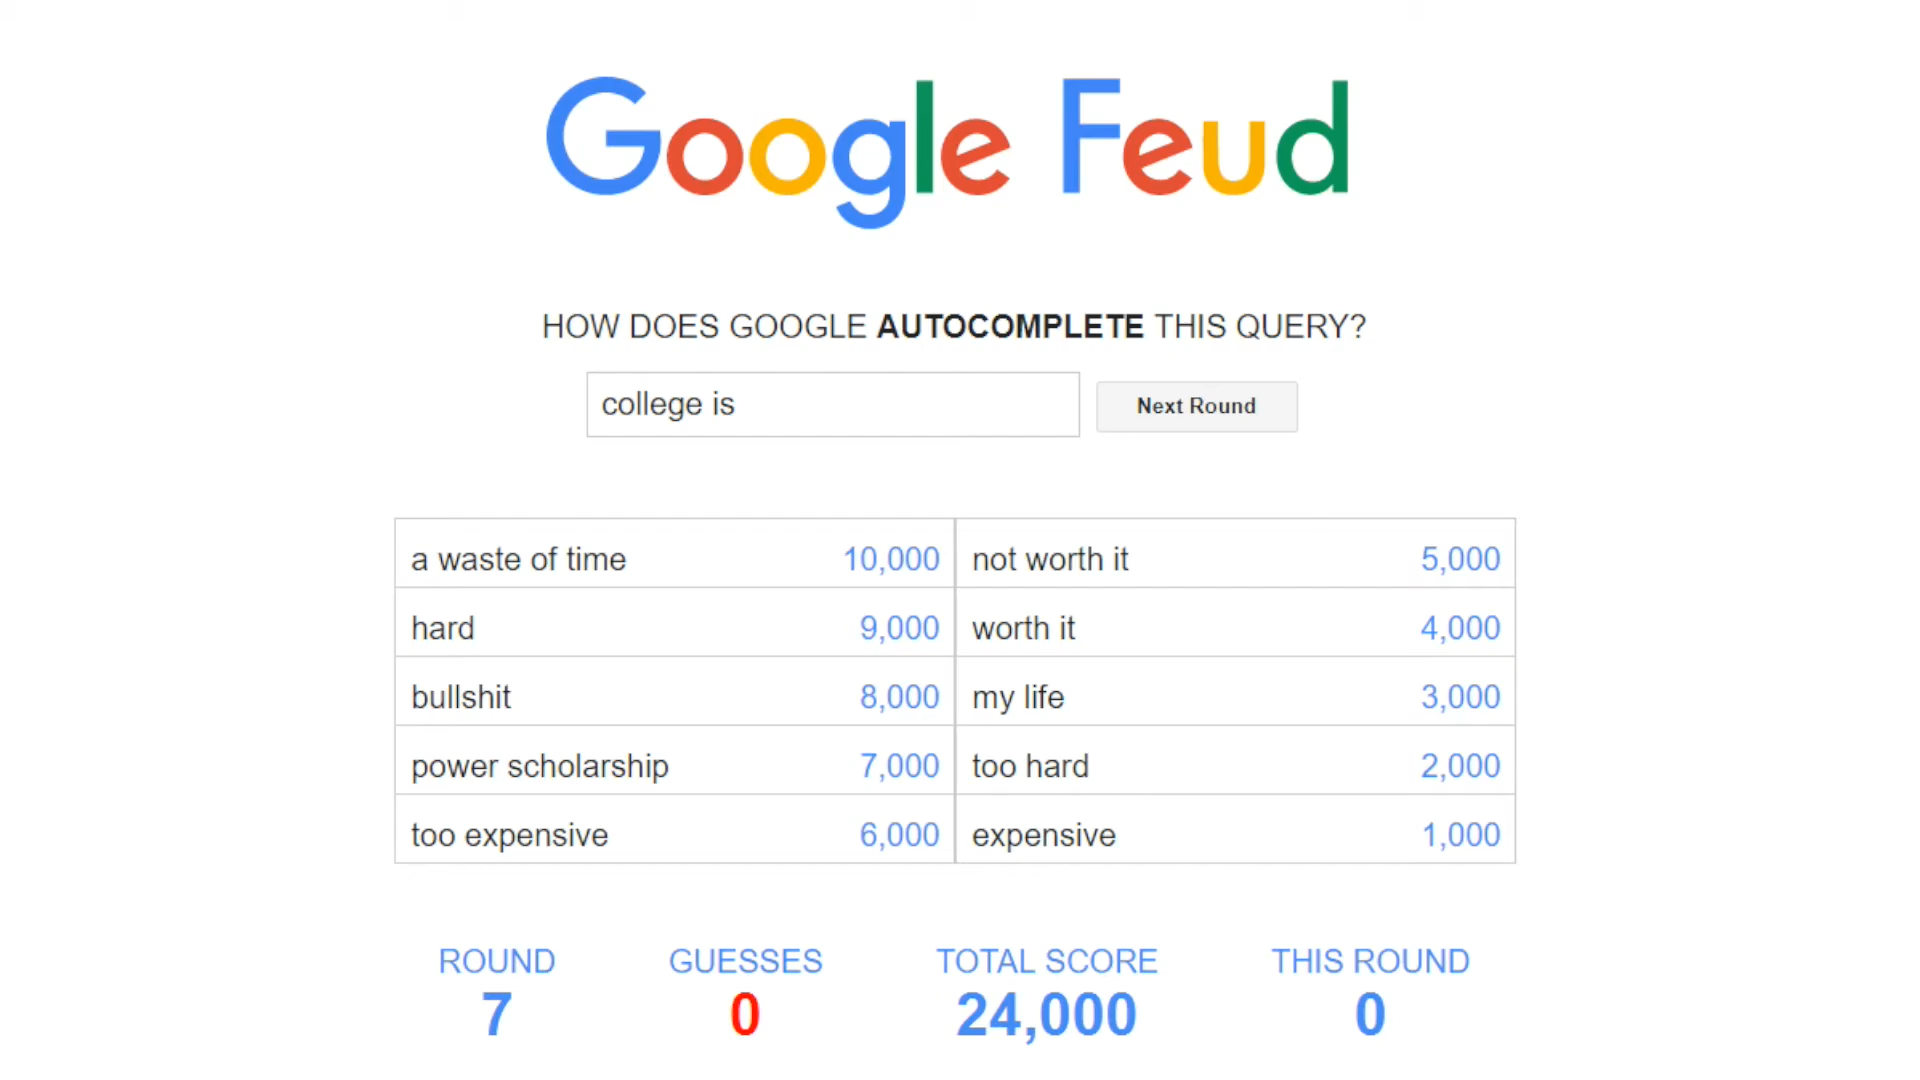 Google Feud
HOW DOES GOOGLE AUTOCOMPLETE THIS QUERY?
college is
Next Round
a waste of time 10,000 not worth it 5,000
hard 9,000 worth it 4,000
bullshit 8,000 my life 3,000
power scholarship 7,000 too hard 2,000
too expensive 6,000 expensive 1,000
ROUND GUESSES TOTAL SCORE THIS ROUND
7 0 24,000 0